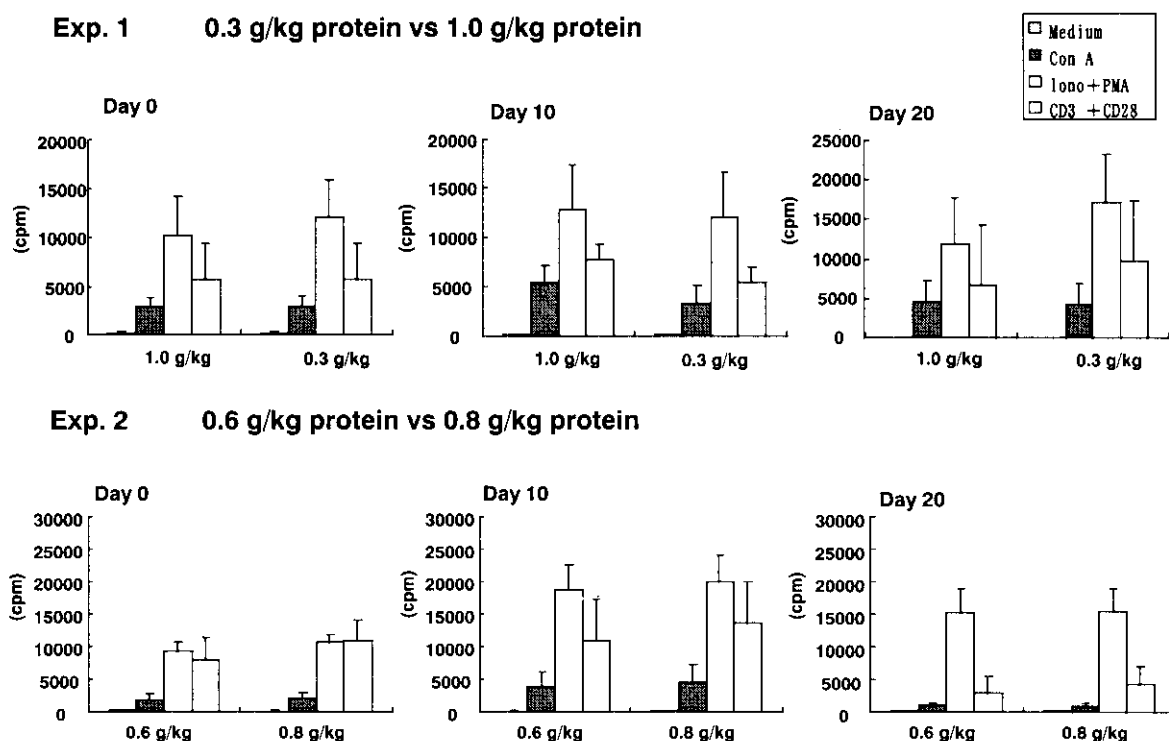 Exp. 1 0.3 g/kg protein vs 1.0 g/kg protein
Medium
Con A
Iono+PMA
CD3 +CD28
Day 0
20000
15000
10000
5000
0
(cpm)
1.0 g/kg 0.3 g/kg
Day 10
20000
15000
10000
5000
0
(cpm)
1.0 g/kg 0.3 g/kg
Day 20
25000
20000
15000
10000
5000
0
(cpm)
1.0 g/kg 0.3 g/kg
Exp. 2 0.6 g/kg protein vs 0.8 g/kg protein
Day 0
30000
25000
20000
15000
10000
5000
0
(cpm)
0.6 g/kg 0.8 g/kg
Day 10
30000
25000
20000
15000
10000
5000
0
(cpm)
0.6 g/kg 0.8 g/kg
Day 20
30000
25000
20000
15000
10000
5000
0
(cpm)
0.6 g/kg 0.8 g/kg